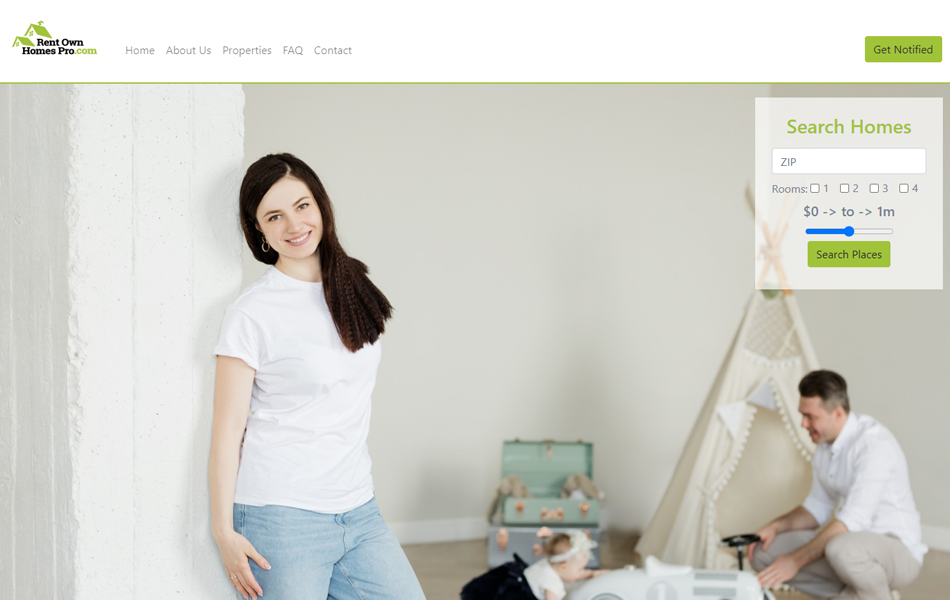 Rent Own
Homes Pro.com
Home About Us Properties FAQ Contact
Get Notified
Search Homes
ZIP
Rooms: 1 2 3 4
$0 -> to -> 1m
Search Places